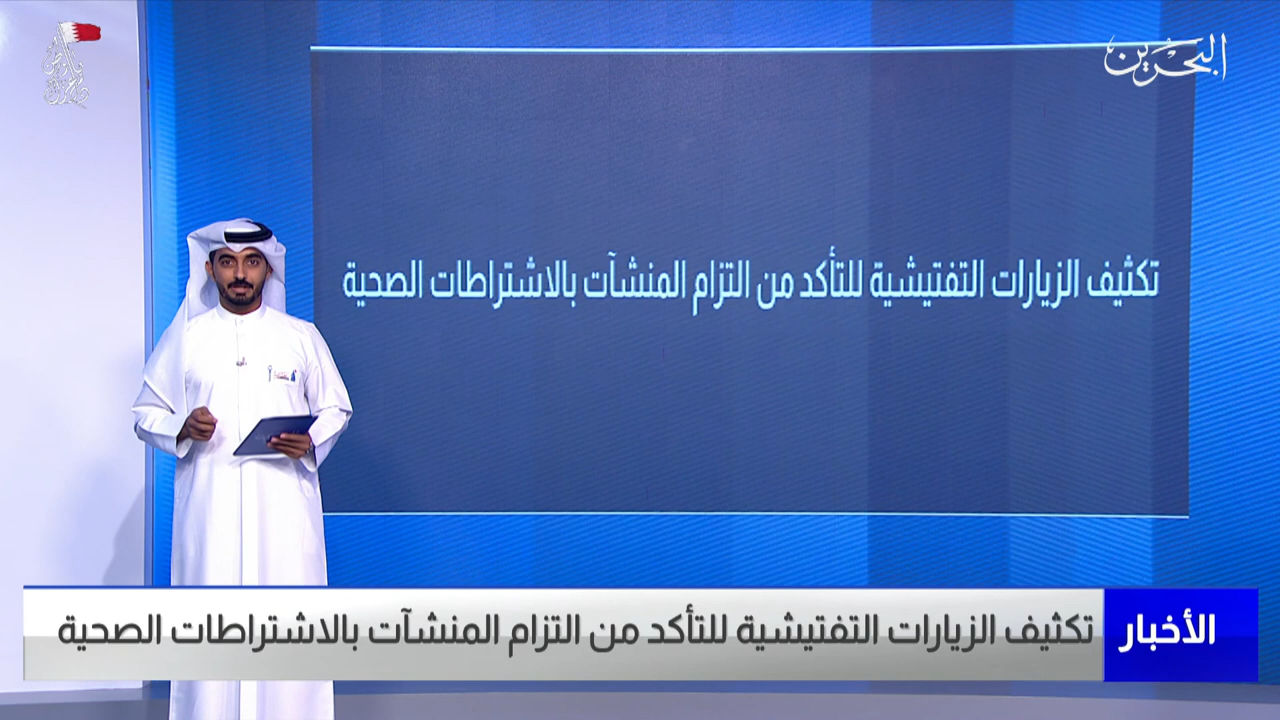 البحرين
تكثيف الزيارات التفتيشية للتأكد من التزام المنشآت بالاشتراطات الصحية
الأخبار
تكثيف الزيارات التفتيشية للتأكد من التزام المنشآت بالاشتراطات الصحية